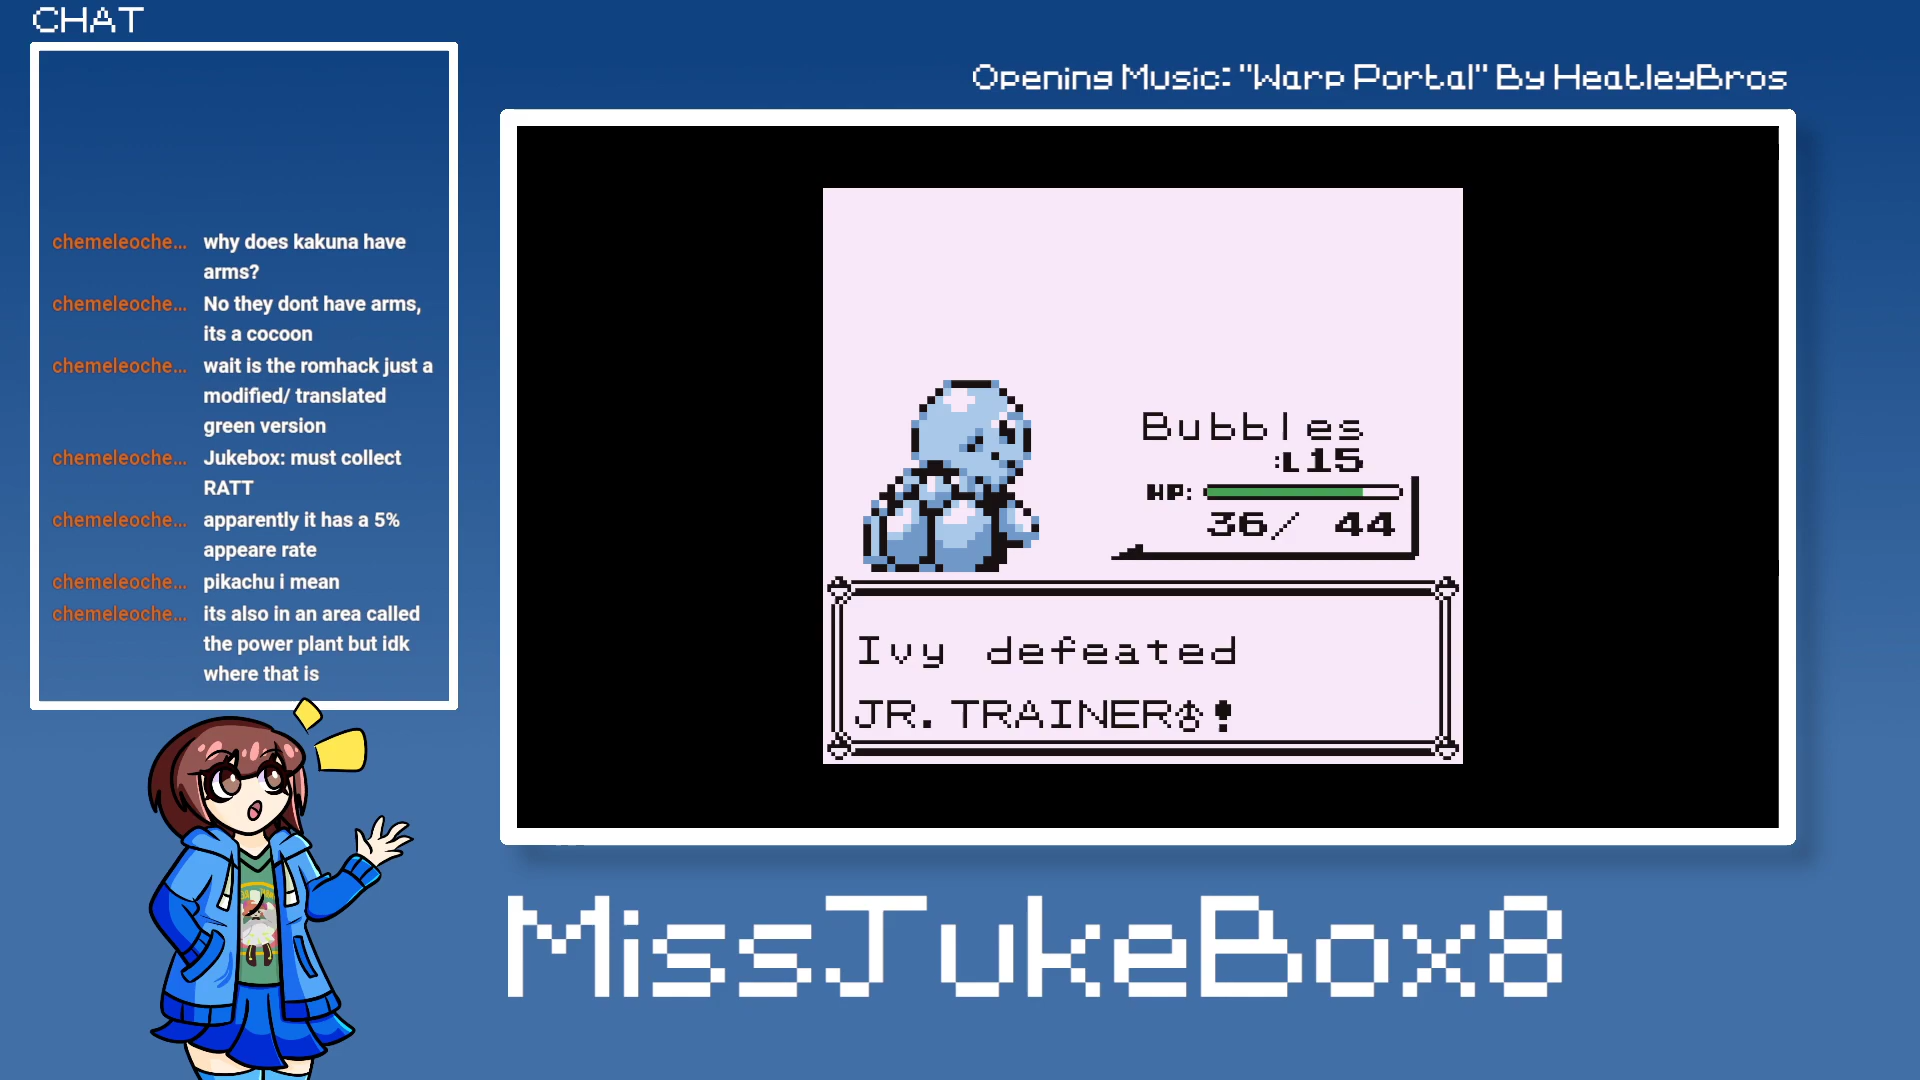 CHAT
Opening Music: "Warp Portal" By HeatleyBros
chemeleoche... why does kakuna have
arms?
chemeleoche... No they dont have arms,
its a cocoon
chemeleoche... wait is the romhack just a
modified/ translated
green version
chemeleoche... Jukebox: must collect
RATT
chemeleoche... apparently it has a 5%
appeare rate
chemeleoche... pikachu i mean
chemeleoche... its also in an area called
the power plant but idk
where that is
Bubbles
:L15
HP:
36/ 44
Ivy defeated
JR.TRAINER♂!
MissJukeBox8